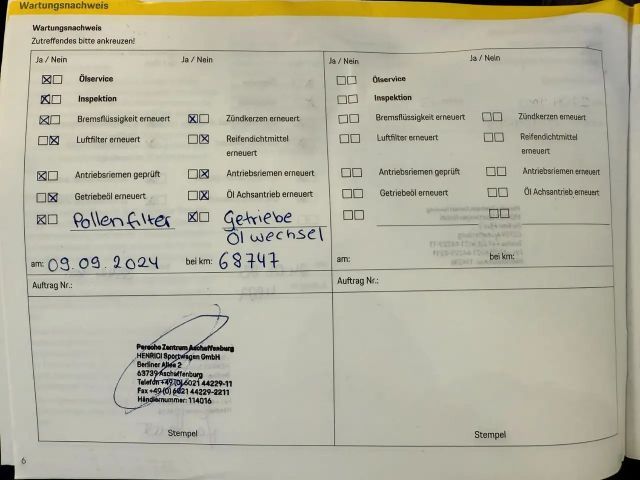 Wartungsnachweis
Wartungsnachweis
Zutreffendes bitte ankreuzen!
Ja / Nein Ja / Nein
Ölservice
Inspektion
Bremsflüssigkeit erneuert Zündkerzen erneuert
Luftfilter erneuert Reifendichtmittel
erneuert
Antriebsriemen geprüft Antriebsriemen erneuert
Getriebeöl erneuert Öl Achsantrieb erneuert
Pollenfilter Getriebe
Ölwechsel
am: 09.09.2024 bei km: 68747
Auftrag Nr.:
Porsche Zentrum Aschaffenburg
HENRICI Sportwagen GmbH
Berliner Allee 2
63739 Aschaffenburg
Telefon +49 (0) 6021 44229-11
Fax +49 (0) 6021 44229-2211
Händlernummer: 114016
Stempel
6
Ja / Nein Ja / Nein
Ölservice
Inspektion
Bremsflüssigkeit erneuert Zündkerzen erneuert
Luftfilter erneuert Reifendichtmittel
erneuert
Antriebsriemen geprüft Antriebsriemen erneuert
Getriebeöl erneuert Öl Achsantrieb erneuert
am: bei km:
Auftrag Nr.:
Stempel